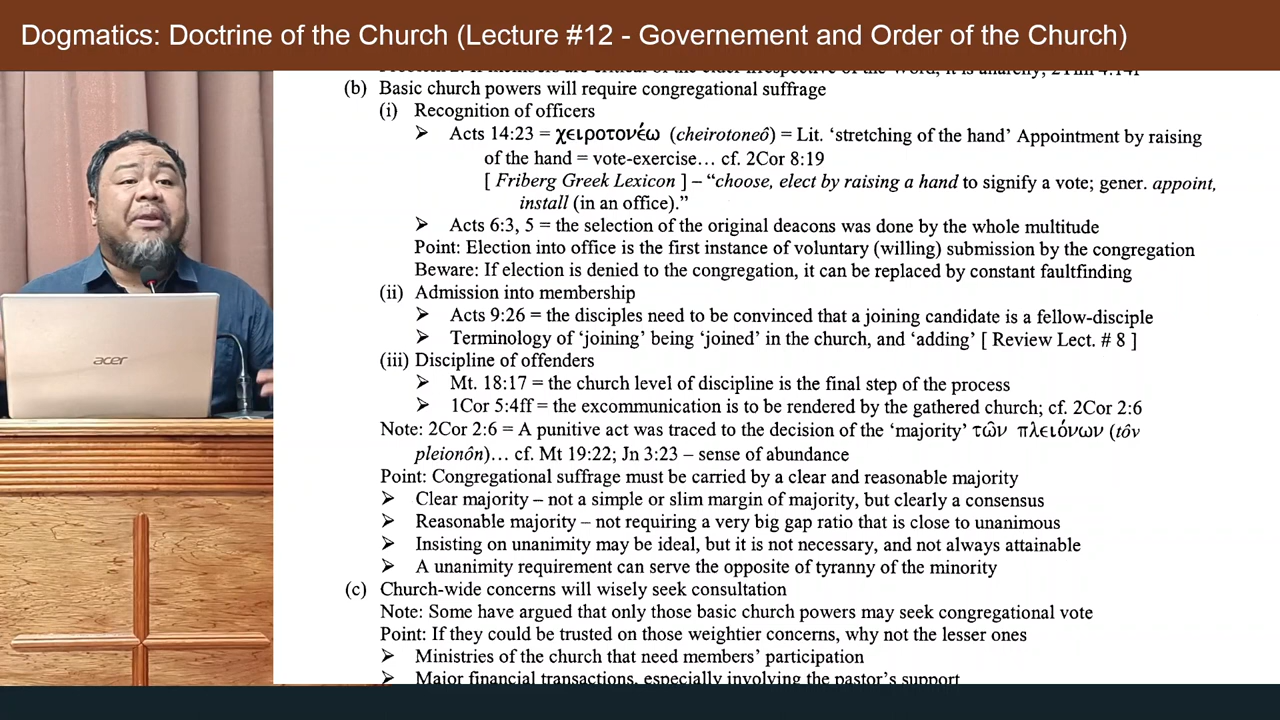 Dogmatics: Doctrine of the Church (Lecture #12 - Governement and Order of the Church)
(b) Basic church powers will require congregational suffrage
(i) Recognition of officers
➢ Acts 14:23 = χειροτονέω (cheirotoneô) = Lit. ‘stretching of the hand’ Appointment by raising
of the hand = vote-exercise… cf. 2Cor 8:19
[ Friberg Greek Lexicon ] – “choose, elect by raising a hand to signify a vote; gener. appoint,
install (in an office).”
➢ Acts 6:3, 5 = the selection of the original deacons was done by the whole multitude
Point: Election into office is the first instance of voluntary (willing) submission by the congregation
Beware: If election is denied to the congregation, it can be replaced by constant faultfinding
(ii) Admission into membership
➢ Acts 9:26 = the disciples need to be convinced that a joining candidate is a fellow-disciple
➢ Terminology of ‘joining’ being ‘joined’ in the church, and ‘adding’ [ Review Lect. # 8 ]
(iii) Discipline of offenders
➢ Mt. 18:17 = the church level of discipline is the final step of the process
➢ 1Cor 5:4ff = the excommunication is to be rendered by the gathered church; cf. 2Cor 2:6
Note: 2Cor 2:6 = A punitive act was traced to the decision of the ‘majority’ τῶν πλειόνων (tôv
pleionôn)… cf. Mt 19:22; Jn 3:23 – sense of abundance
Point: Congregational suffrage must be carried by a clear and reasonable majority
➢ Clear majority – not a simple or slim margin of majority, but clearly a consensus
➢ Reasonable majority – not requiring a very big gap ratio that is close to unanimous
➢ Insisting on unanimity may be ideal, but it is not necessary, and not always attainable
➢ A unanimity requirement can serve the opposite of tyranny of the minority
(c) Church-wide concerns will wisely seek consultation
Note: Some have argued that only those basic church powers may seek congregational vote
Point: If they could be trusted on those weightier concerns, why not the lesser ones
➢ Ministries of the church that need members’ participation
➢ Major financial transactions, especially involving the pastor’s support
acer